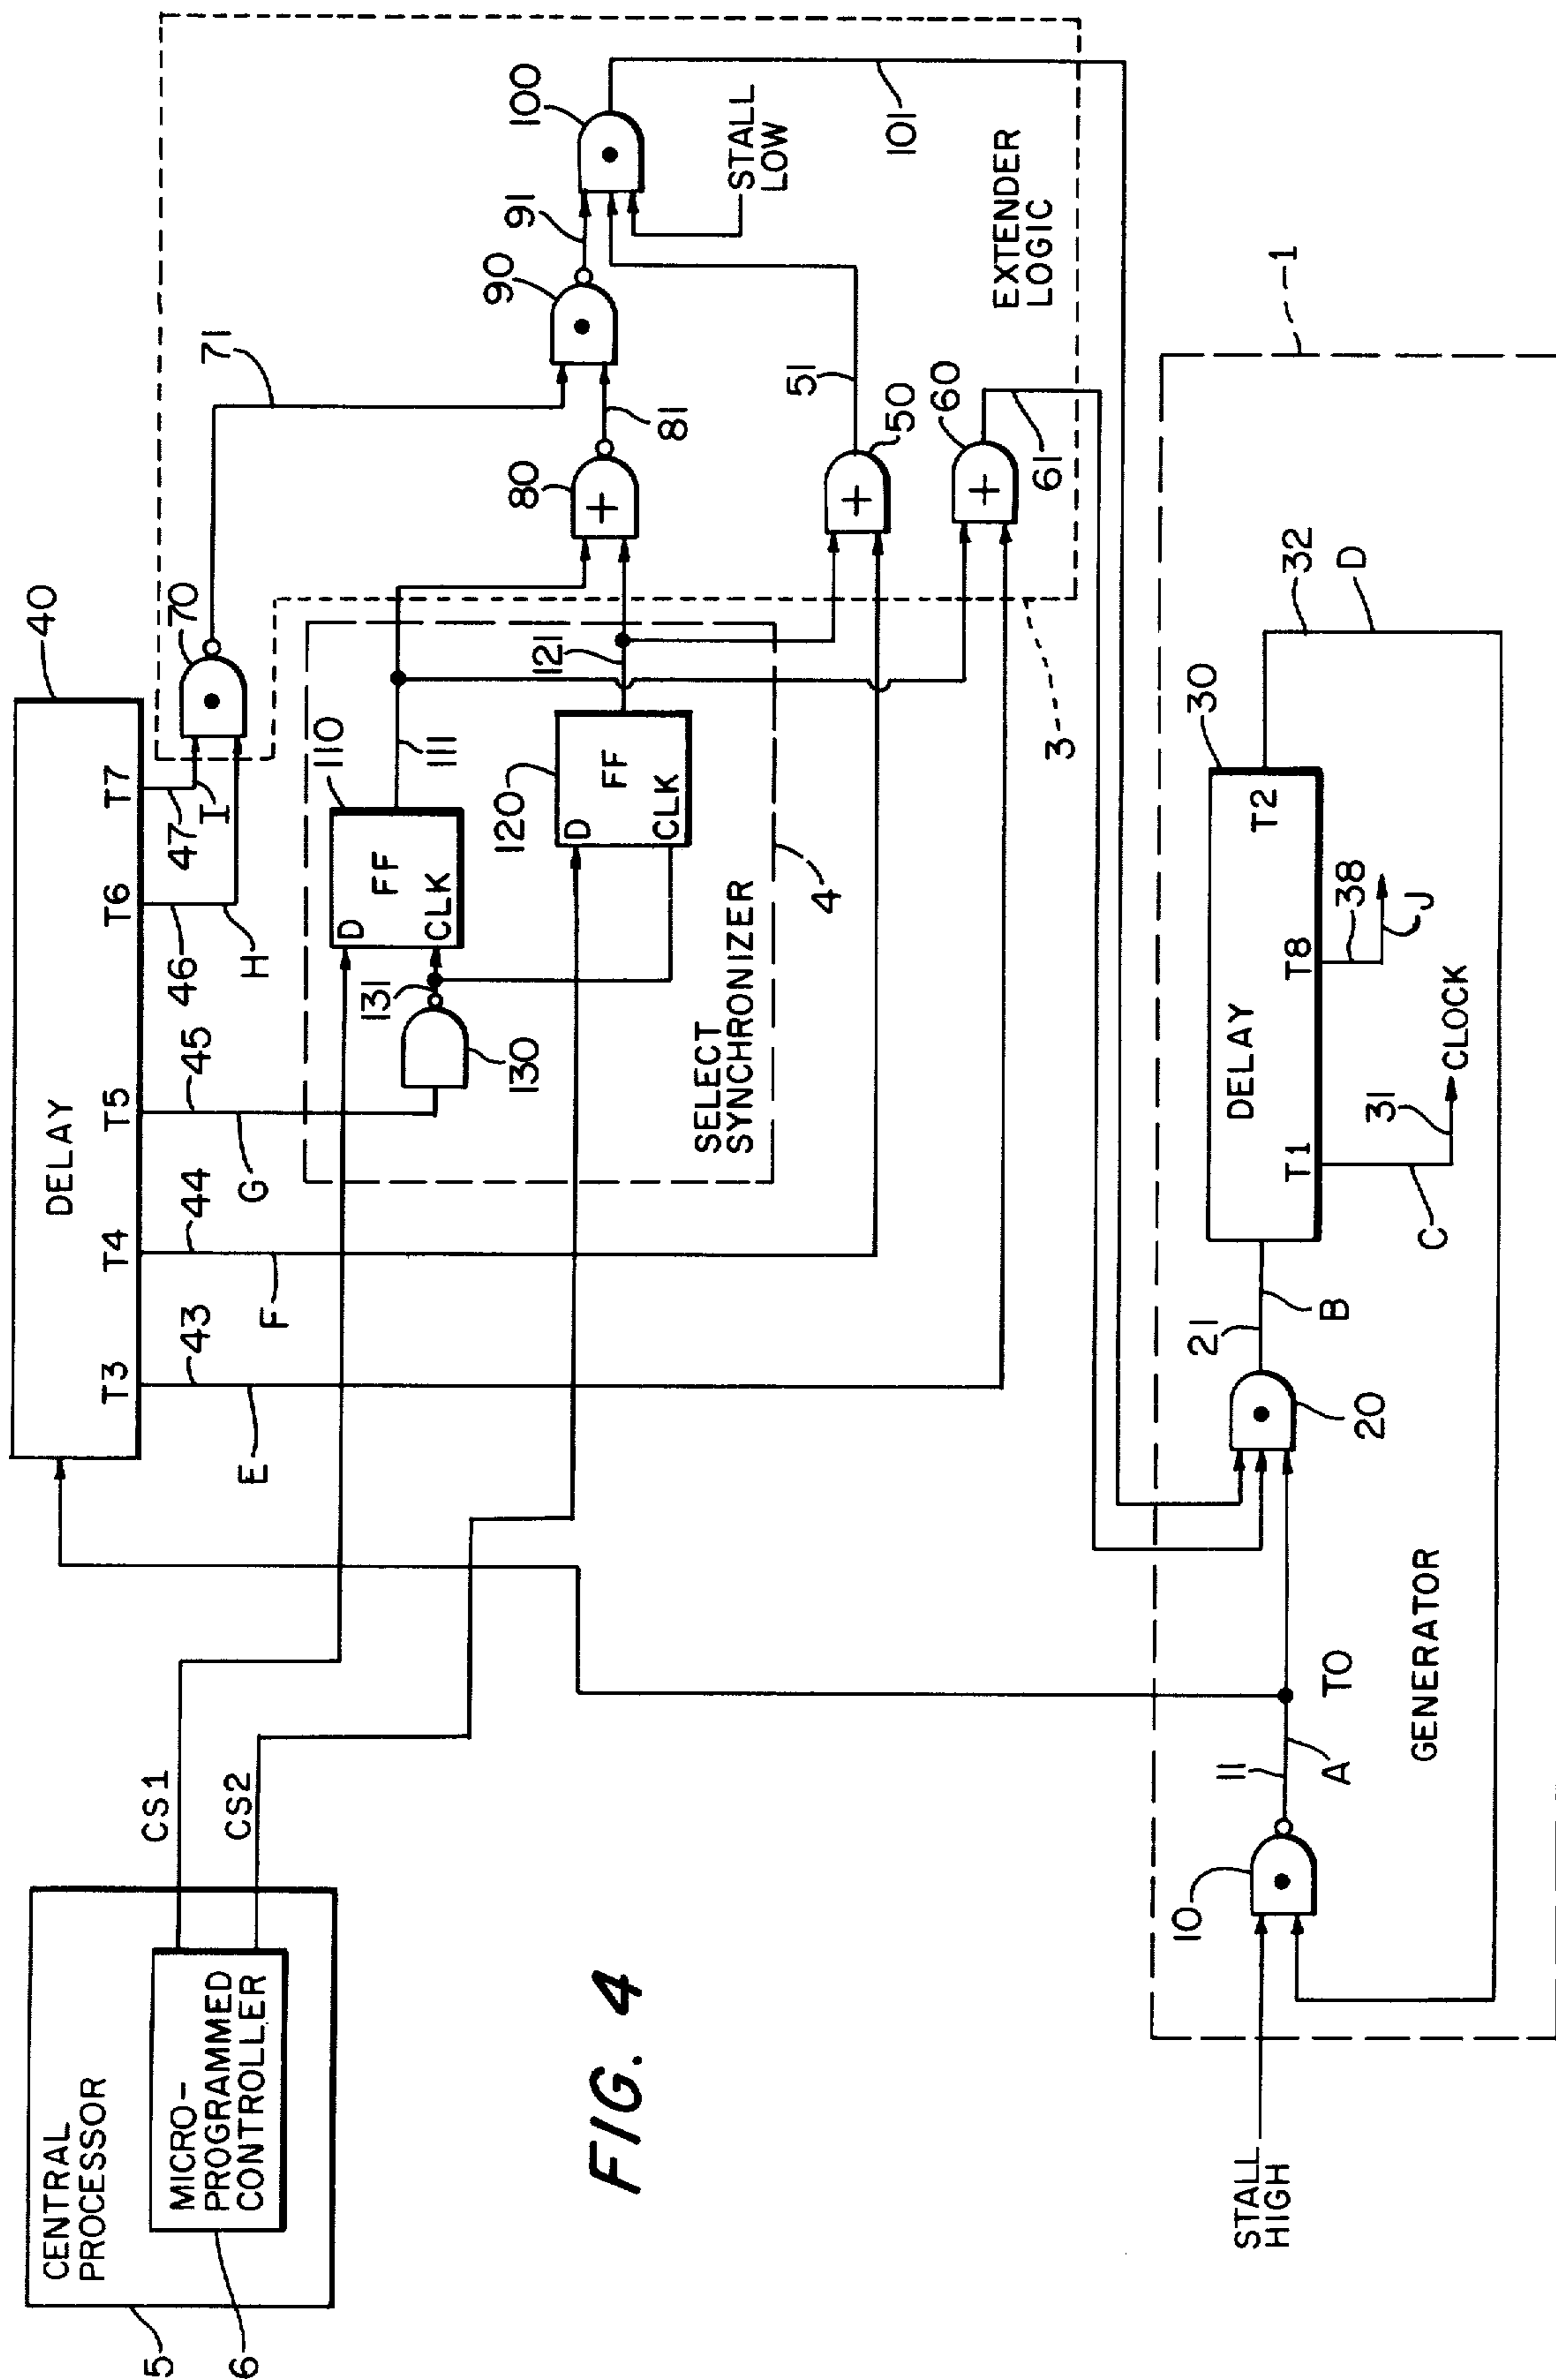 CENTRAL
PROCESSOR
MICRO-
PROGRAMMED
CONTROLLER
5
6
CS1
CS2
DELAY
40
T3
T4
T5
T6
T7
43
44
45
46
47
E
F
G
H
I
70
71
D
FF
CLK
110
111
D
FF
CLK
120
121
130
131
SELECT
SYNCHRONIZER
4
3
80
81
90
91
100
101
STALL
LOW
50
51
60
61
EXTENDER
LOGIC
FIG. 4
STALL
HIGH
10
11
A
TO
GENERATOR
20
21
B
DELAY
30
T1
T8
T2
C
31
CLOCK
38
J
32
D
1